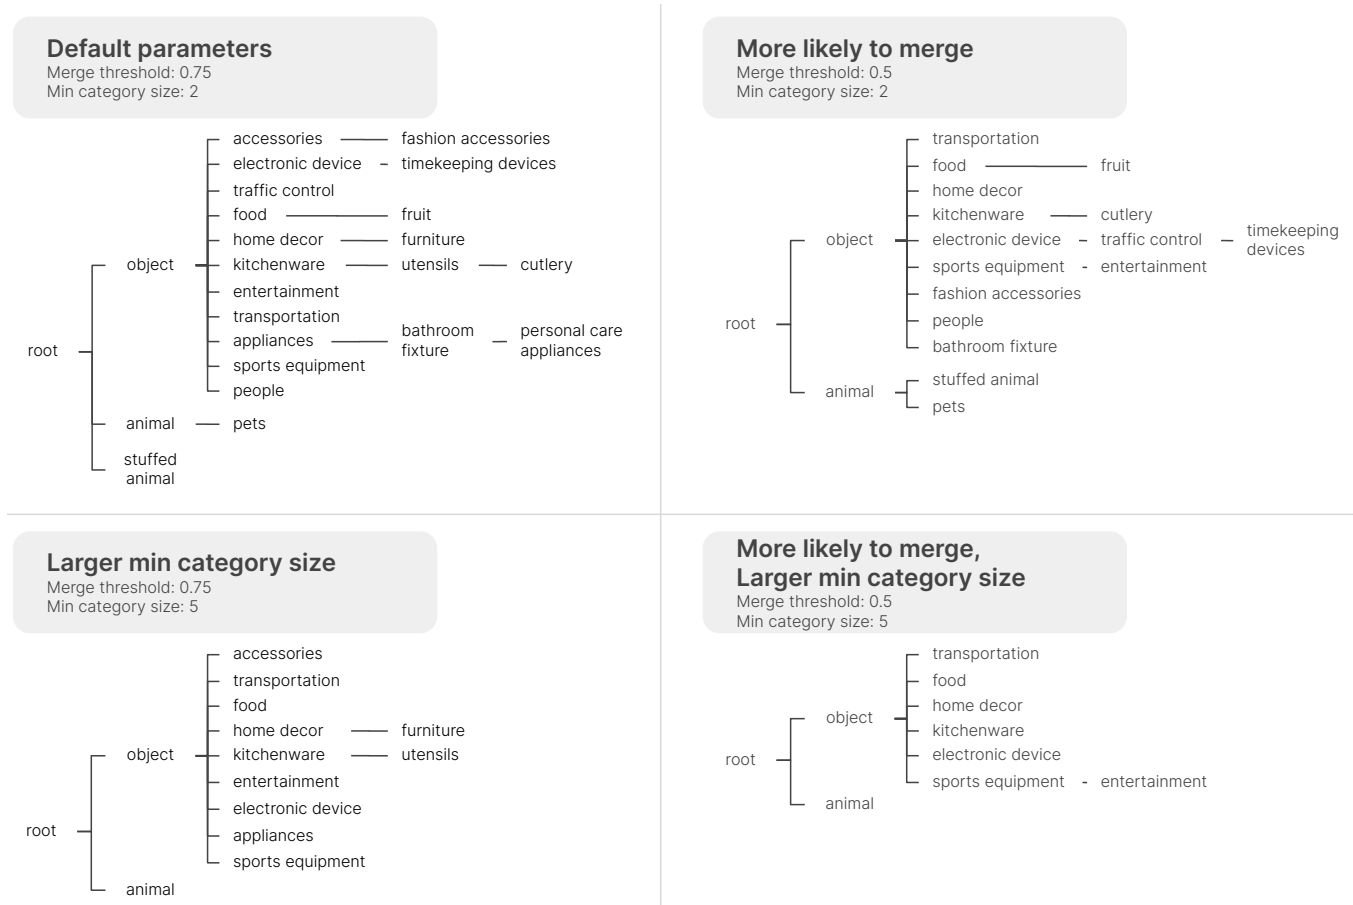 Default parameters
Merge threshold: 0.75
Min category size: 2
accessories
fashion accessories
electronic device
timekeeping devices
traffic control
food
fruit
home decor
furniture
object
kitchenware
utensils
cutlery
entertainment
transportation
appliances
bathroom
fixture
personal care
appliances
root
sports equipment
people
animal
pets
stuffed
animal
More likely to merge
Merge threshold: 0.5
Min category size: 2
transportation
food
fruit
home decor
kitchenware
cutlery
object
electronic device
traffic control
timekeeping
devices
sports equipment
entertainment
fashion accessories
root
people
bathroom fixture
animal
stuffed animal
pets
Larger min category size
Merge threshold: 0.75
Min category size: 5
accessories
transportation
food
home decor
furniture
object
kitchenware
utensils
entertainment
electronic device
root
appliances
sports equipment
animal
More likely to merge,
Larger min category size
Merge threshold: 0.5
Min category size: 5
transportation
food
home decor
object
kitchenware
root
electronic device
sports equipment
entertainment
animal